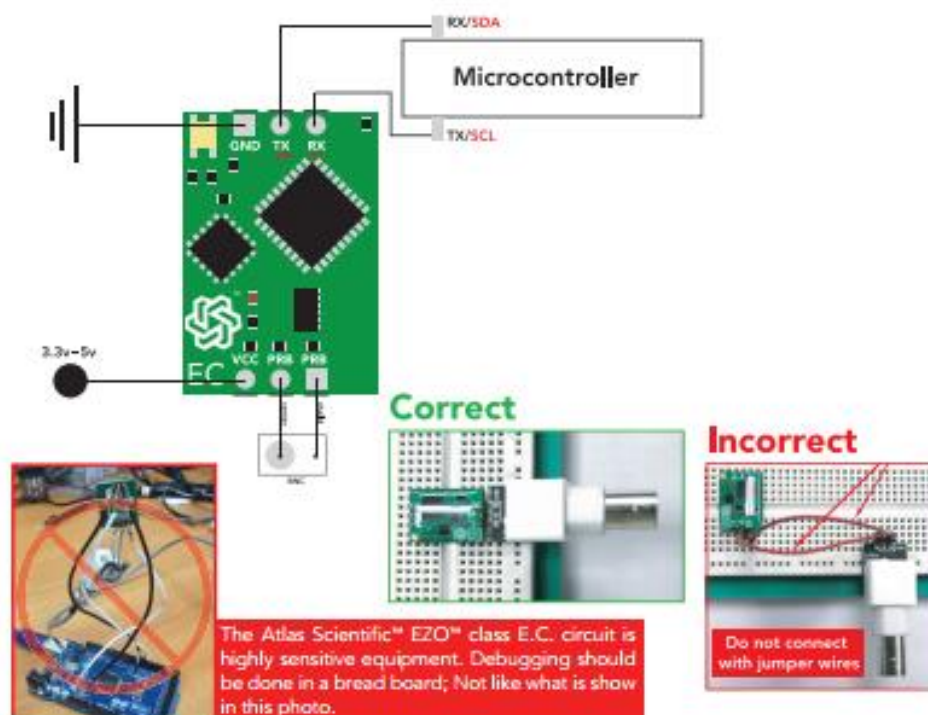 RX/SDA
Microcontroller
TX/SCL
GND TX RX
3.3v-5v
VCC PRB PRB
EC
BNC
Correct
Incorrect
Do not connect
with jumper wires
The Atlas Scientific™ EZO™ class E.C. circuit is
highly sensitive equipment. Debugging should
be done in a bread board; Not like what is show
in this photo.